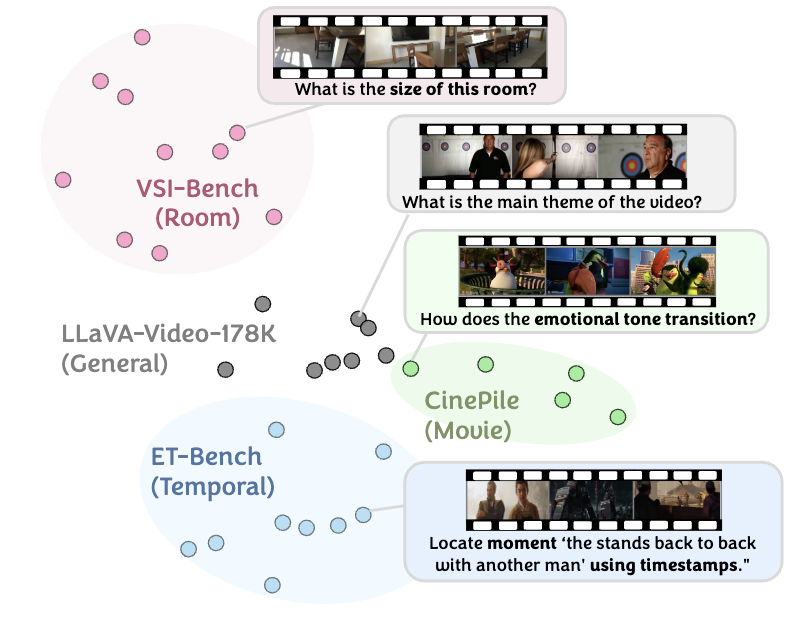 What is the size of this room?
What is the main theme of the video?
How does the emotional tone transition?
VSI-Bench
(Room)
LLaVA-Video-178K
(General)
CinePile
(Movie)
ET-Bench
(Temporal)
Locate moment ‘the stands back to back
with another man' using timestamps."